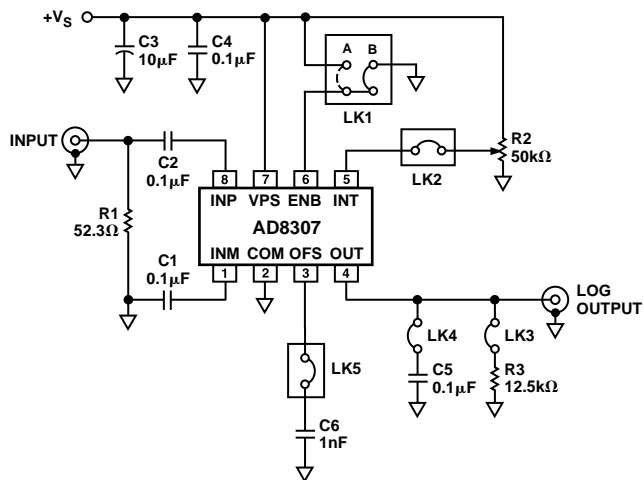 +VS
C3
10µF
C4
0.1µF
A B
LK1
INPUT
C2
0.1µF
R2
50kΩ
LK2
8 7 6 5
INP VPS ENB INT
R1
52.3Ω
AD8307
C1
0.1µF
INM COM OFS OUT
1 2 3 4
LOG
OUTPUT
LK4
LK3
LK5
C5
0.1µF
R3
12.5kΩ
C6
1nF